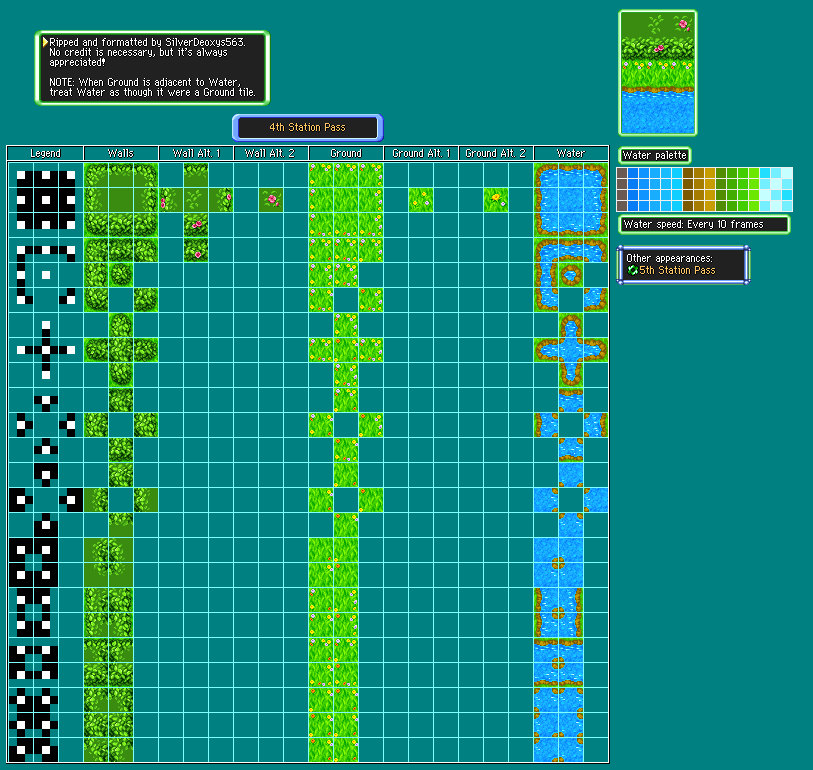 Ripped and formatted by SilverDeoxys563.
No credit is necessary, but it's always
appreciated!
NOTE: When Ground is adjacent to Water,
treat Water as though it were a Ground tile.
4th Station Pass
Legend Walls Wall Alt. 1 Wall Alt. 2 Ground Ground Alt. 1 Ground Alt. 2 Water
Water palette
Water speed: Every 10 frames
Other appearances:
5th Station Pass